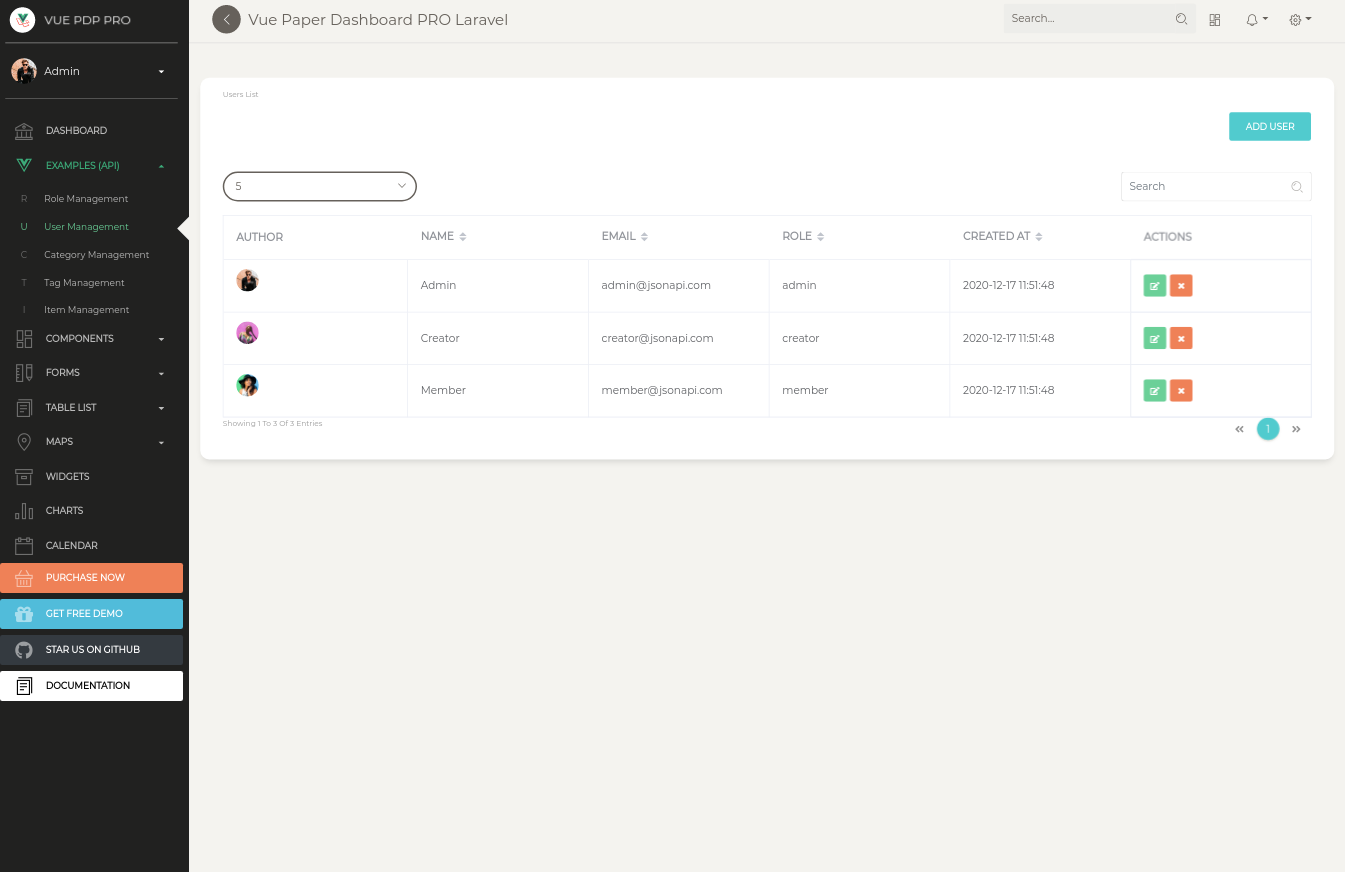 VUE PDP PRO
Vue Paper Dashboard PRO Laravel
Search...
Admin
Users List
ADD USER
DASHBOARD
EXAMPLES (API)
R Role Management
U User Management
C Category Management
T Tag Management
I Item Management
COMPONENTS
FORMS
TABLE LIST
MAPS
WIDGETS
CHARTS
CALENDAR
PURCHASE NOW
GET FREE DEMO
STAR US ON GITHUB
DOCUMENTATION
5
Search
AUTHOR NAME EMAIL ROLE CREATED AT ACTIONS
Admin admin@jsonapi.com admin 2020-12-17 11:51:48
Creator creator@jsonapi.com creator 2020-12-17 11:51:48
Member member@jsonapi.com member 2020-12-17 11:51:48
Showing 1 To 3 Of 3 Entries
« 1 »